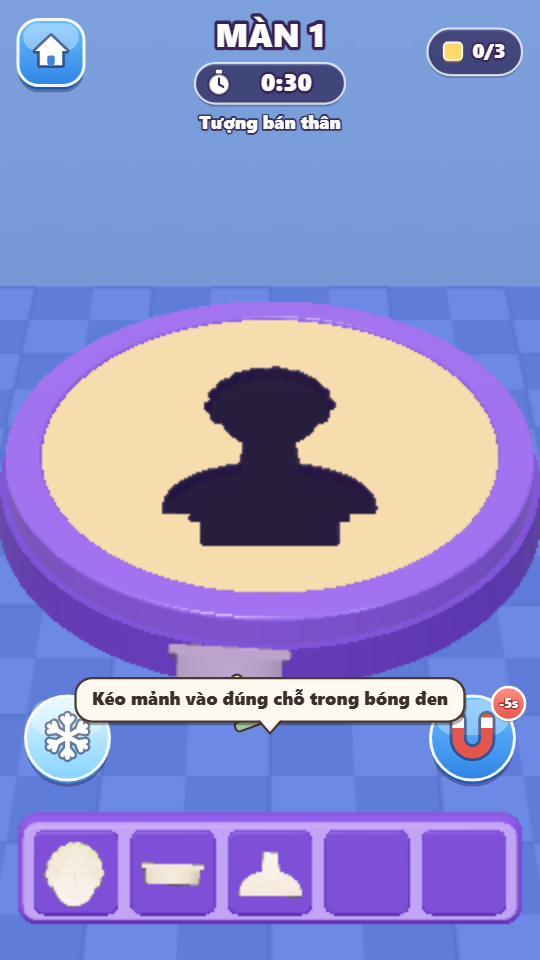 MÀN 1
0/3
0:30
Tượng bán thân
Kéo mảnh vào đúng chỗ trong bóng đen
-5s